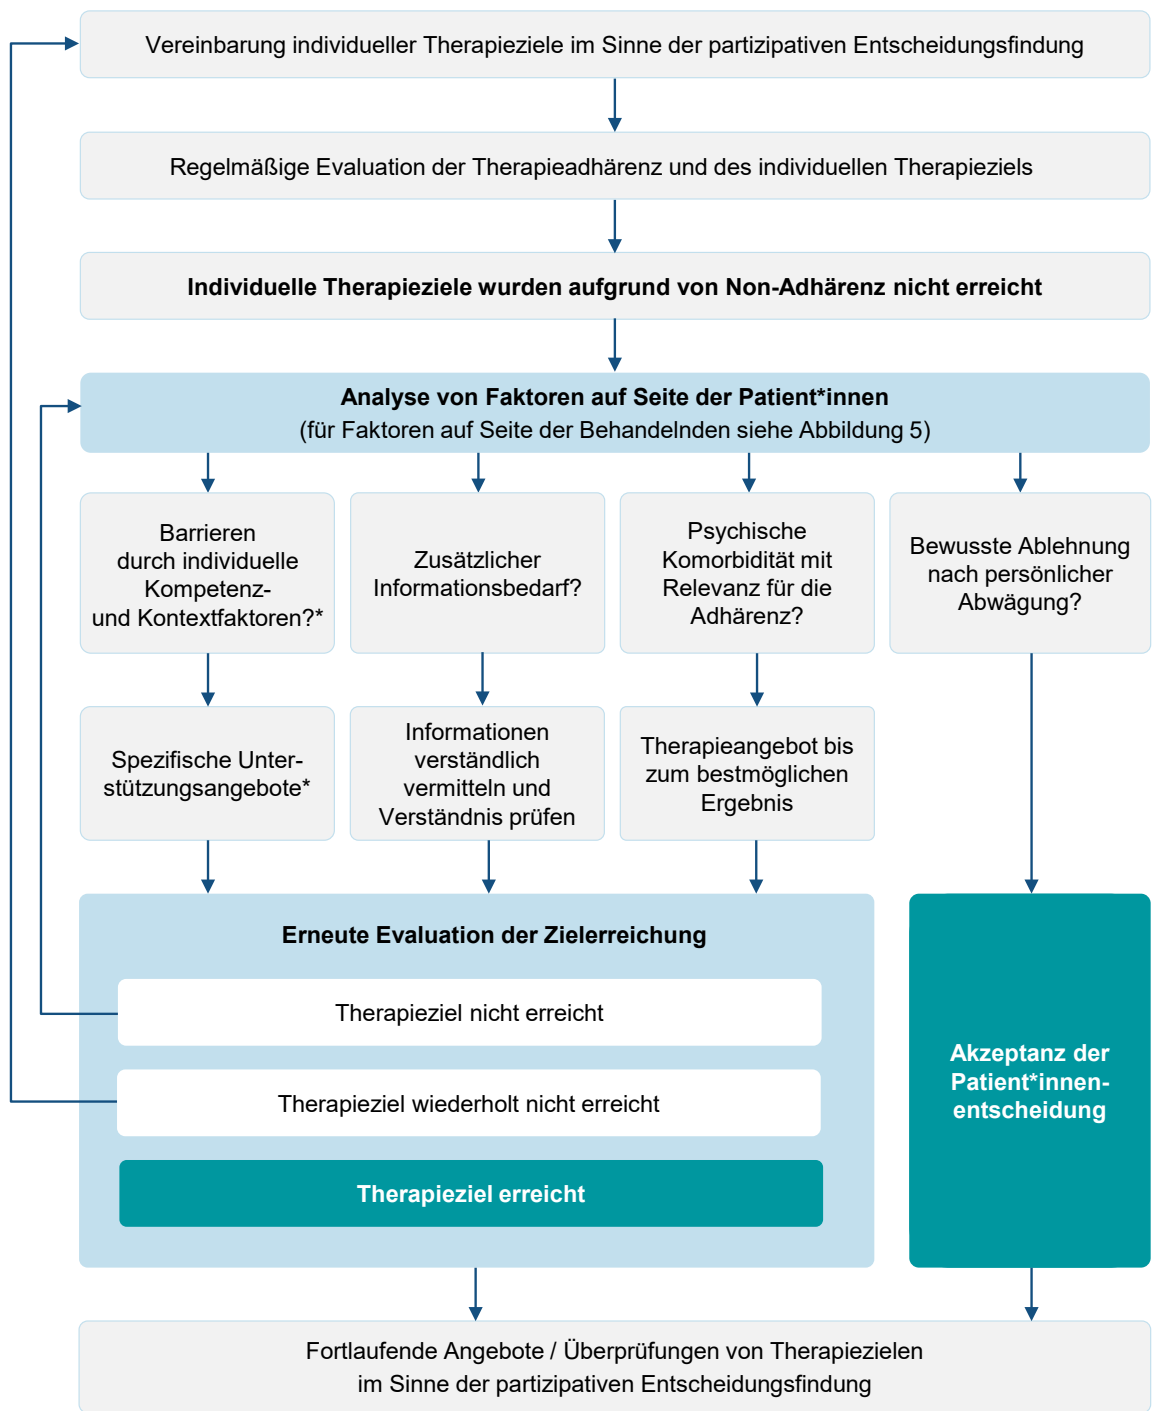 Vereinbarung individueller Therapieziele im Sinne der partizipativen Entscheidungsfindung
Regelmäßige Evaluation der Therapieadhärenz und des individuellen Therapieziels
Individuelle Therapieziele wurden aufgrund von Non-Adhärenz nicht erreicht
Analyse von Faktoren auf Seite der Patient*innen
(für Faktoren auf Seite der Behandelnden siehe Abbildung 5)
Barrieren
durch individuelle
Kompetenz-
und Kontextfaktoren?*
Zusätzlicher
Informationsbedarf?
Psychische
Komorbidität mit
Relevanz für die
Adhärenz?
Bewusste Ablehnung
nach persönlicher
Abwägung?
Spezifische Unter-
stützungsangebote*
Informationen
verständlich
vermitteln und
Verständnis prüfen
Therapieangebot bis
zum bestmöglichen
Ergebnis
Erneute Evaluation der Zielerreichung
Therapieziel nicht erreicht
Therapieziel wiederholt nicht erreicht
Therapieziel erreicht
Akzeptanz der
Patient*innen-
entscheidung
Fortlaufende Angebote / Überprüfungen von Therapiezielen
im Sinne der partizipativen Entscheidungsfindung